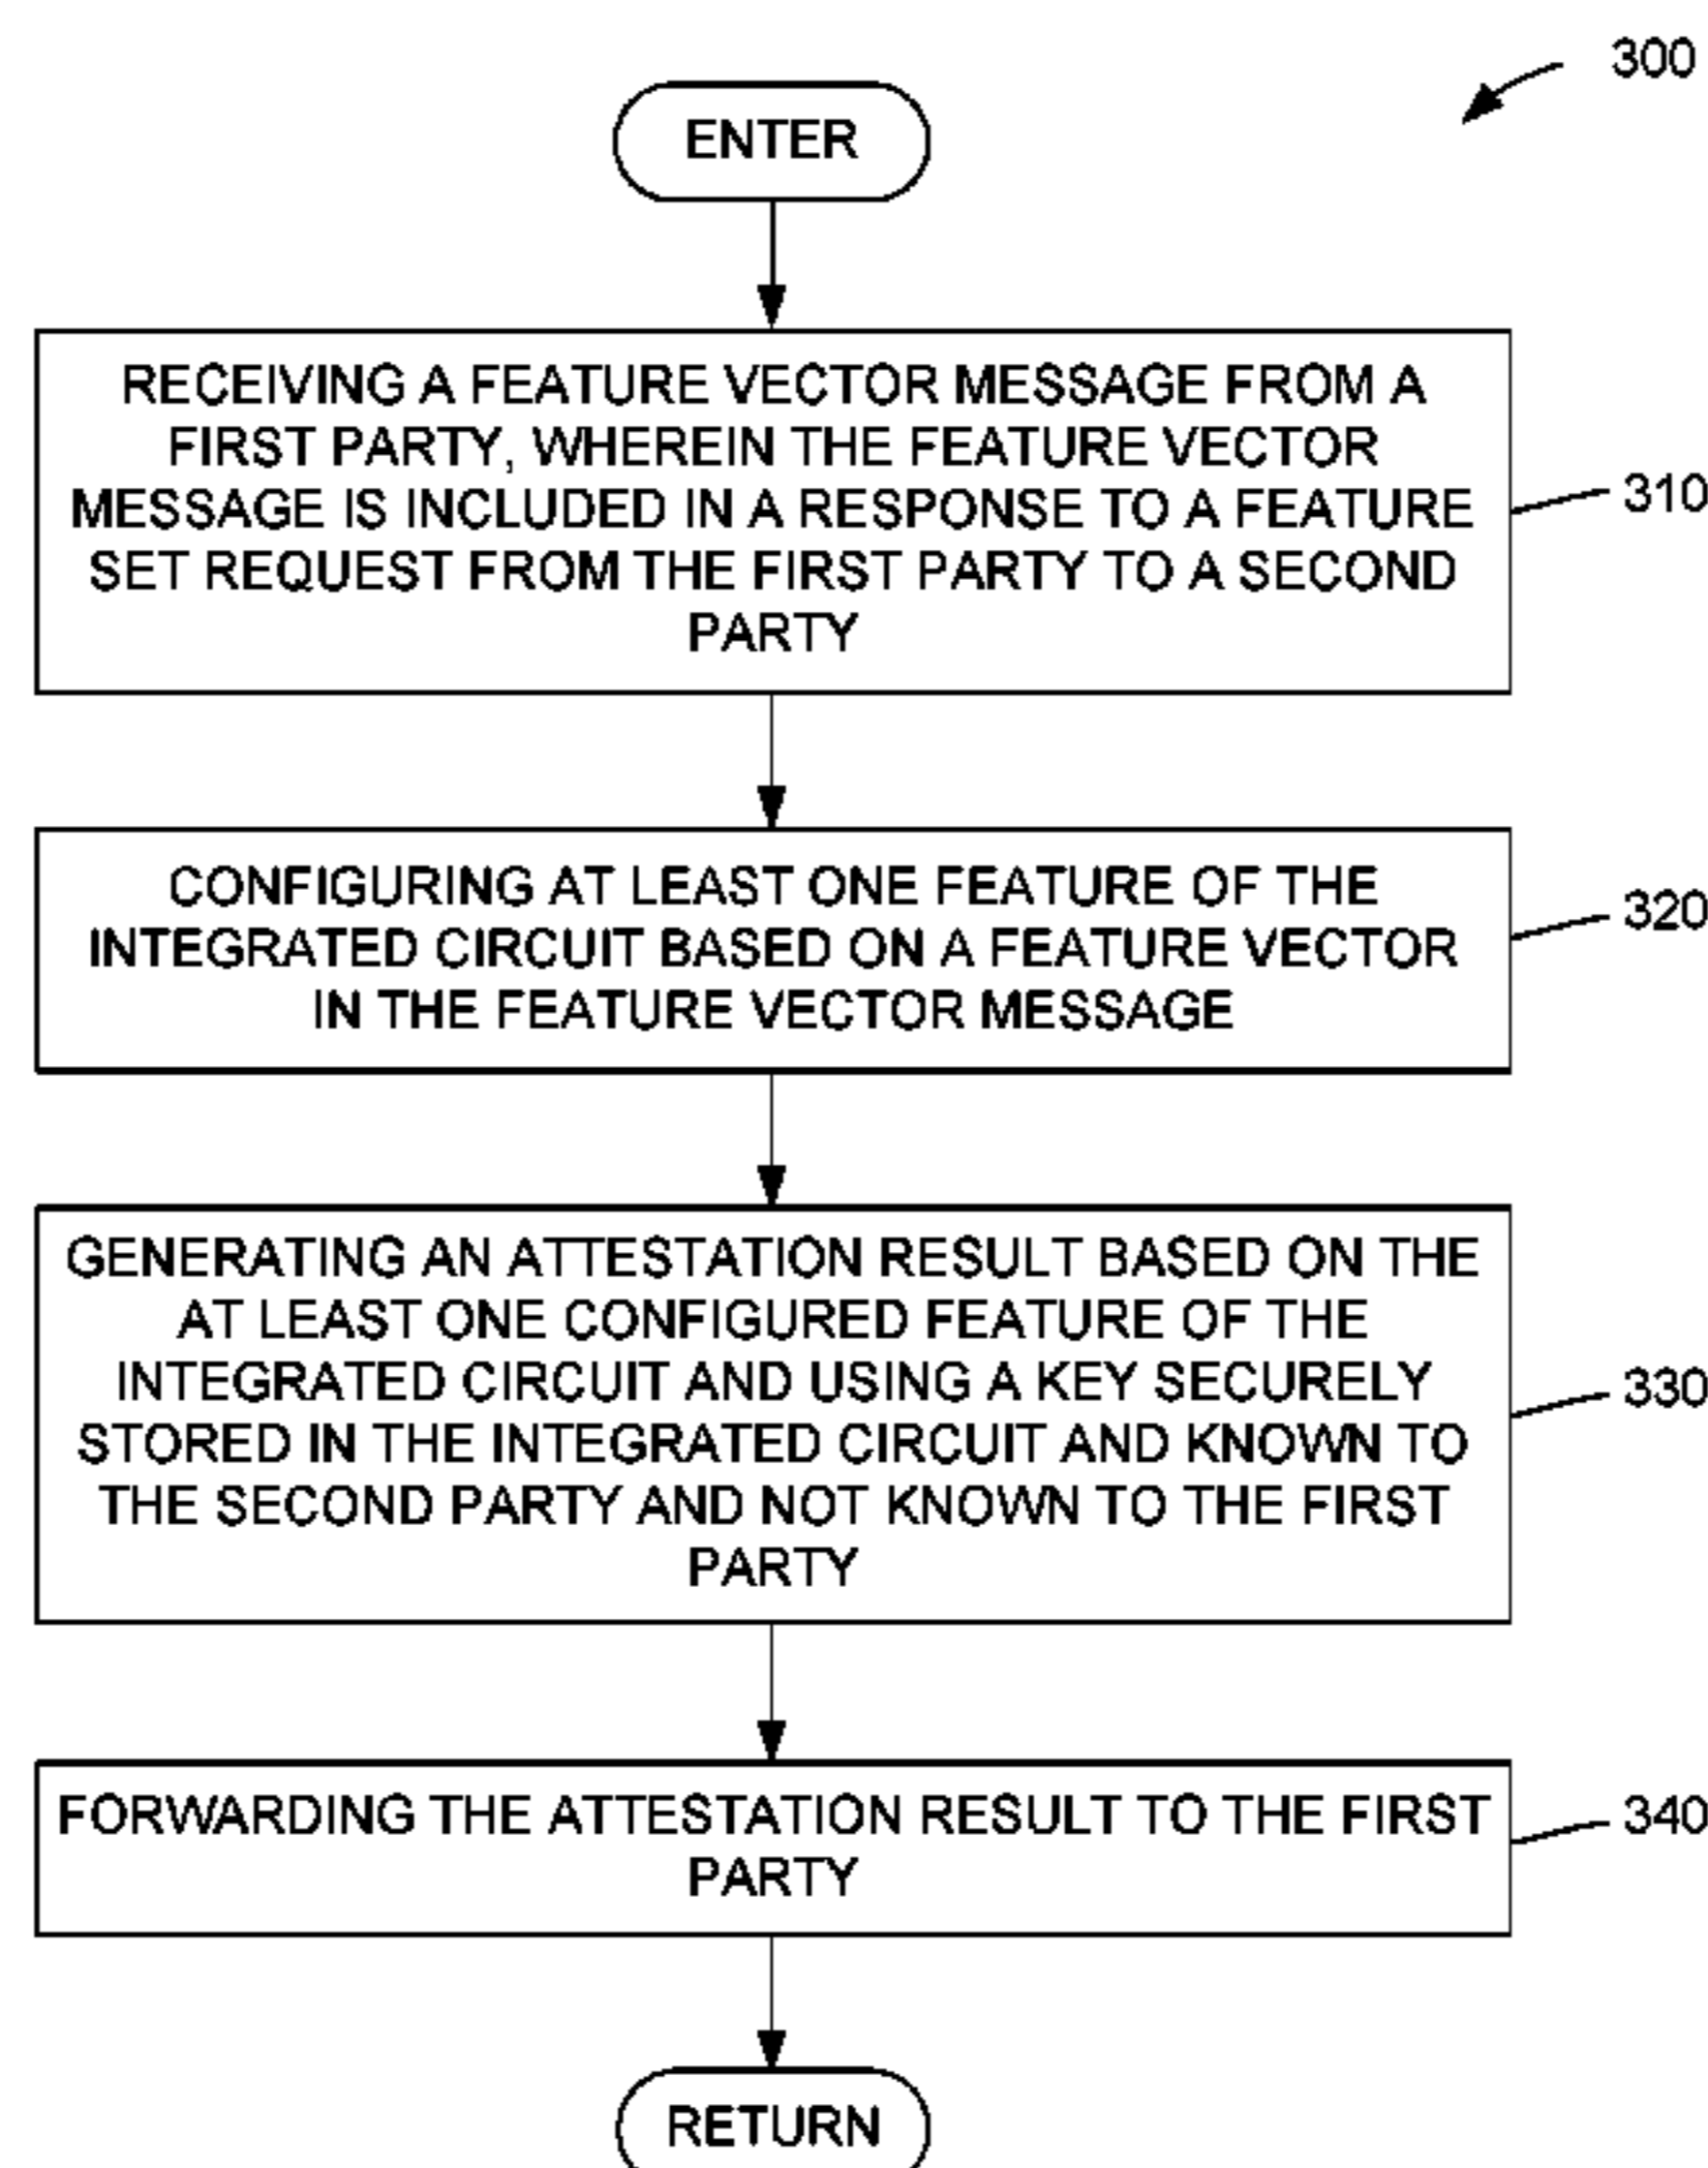 300
ENTER
RECEIVING A FEATURE VECTOR MESSAGE FROM A
FIRST PARTY, WHEREIN THE FEATURE VECTOR
MESSAGE IS INCLUDED IN A RESPONSE TO A FEATURE
SET REQUEST FROM THE FIRST PARTY TO A SECOND
PARTY
310
CONFIGURING AT LEAST ONE FEATURE OF THE
INTEGRATED CIRCUIT BASED ON A FEATURE VECTOR
IN THE FEATURE VECTOR MESSAGE
320
GENERATING AN ATTESTATION RESULT BASED ON THE
AT LEAST ONE CONFIGURED FEATURE OF THE
INTEGRATED CIRCUIT AND USING A KEY SECURELY
STORED IN THE INTEGRATED CIRCUIT AND KNOWN TO
THE SECOND PARTY AND NOT KNOWN TO THE FIRST
PARTY
330
FORWARDING THE ATTESTATION RESULT TO THE FIRST
PARTY
340
RETURN